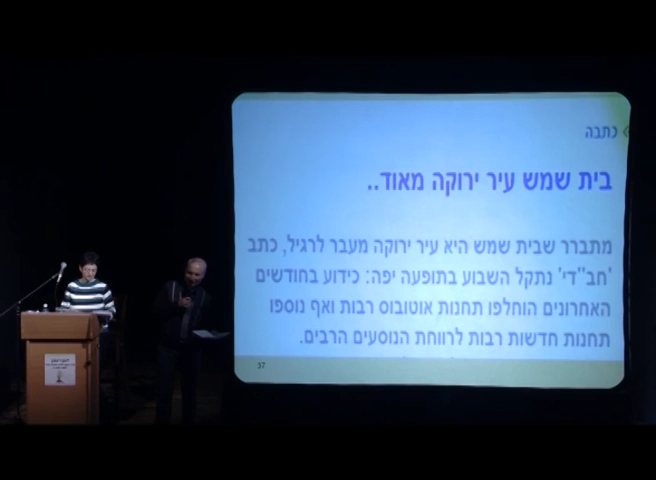 כתבה
בית שמש עיר ירוקה מאוד..
מתברר שבית שמש היא עיר ירוקה מעבר לרגיל, כתב
'חב"די' נתקל השבוע בתופעה יפה: כידוע בחודשים
האחרונים הוחלפו תחנות אוטובוס רבות ואף נוספו
תחנות חדשות רבות לרווחת הנוסעים הרבים.
37